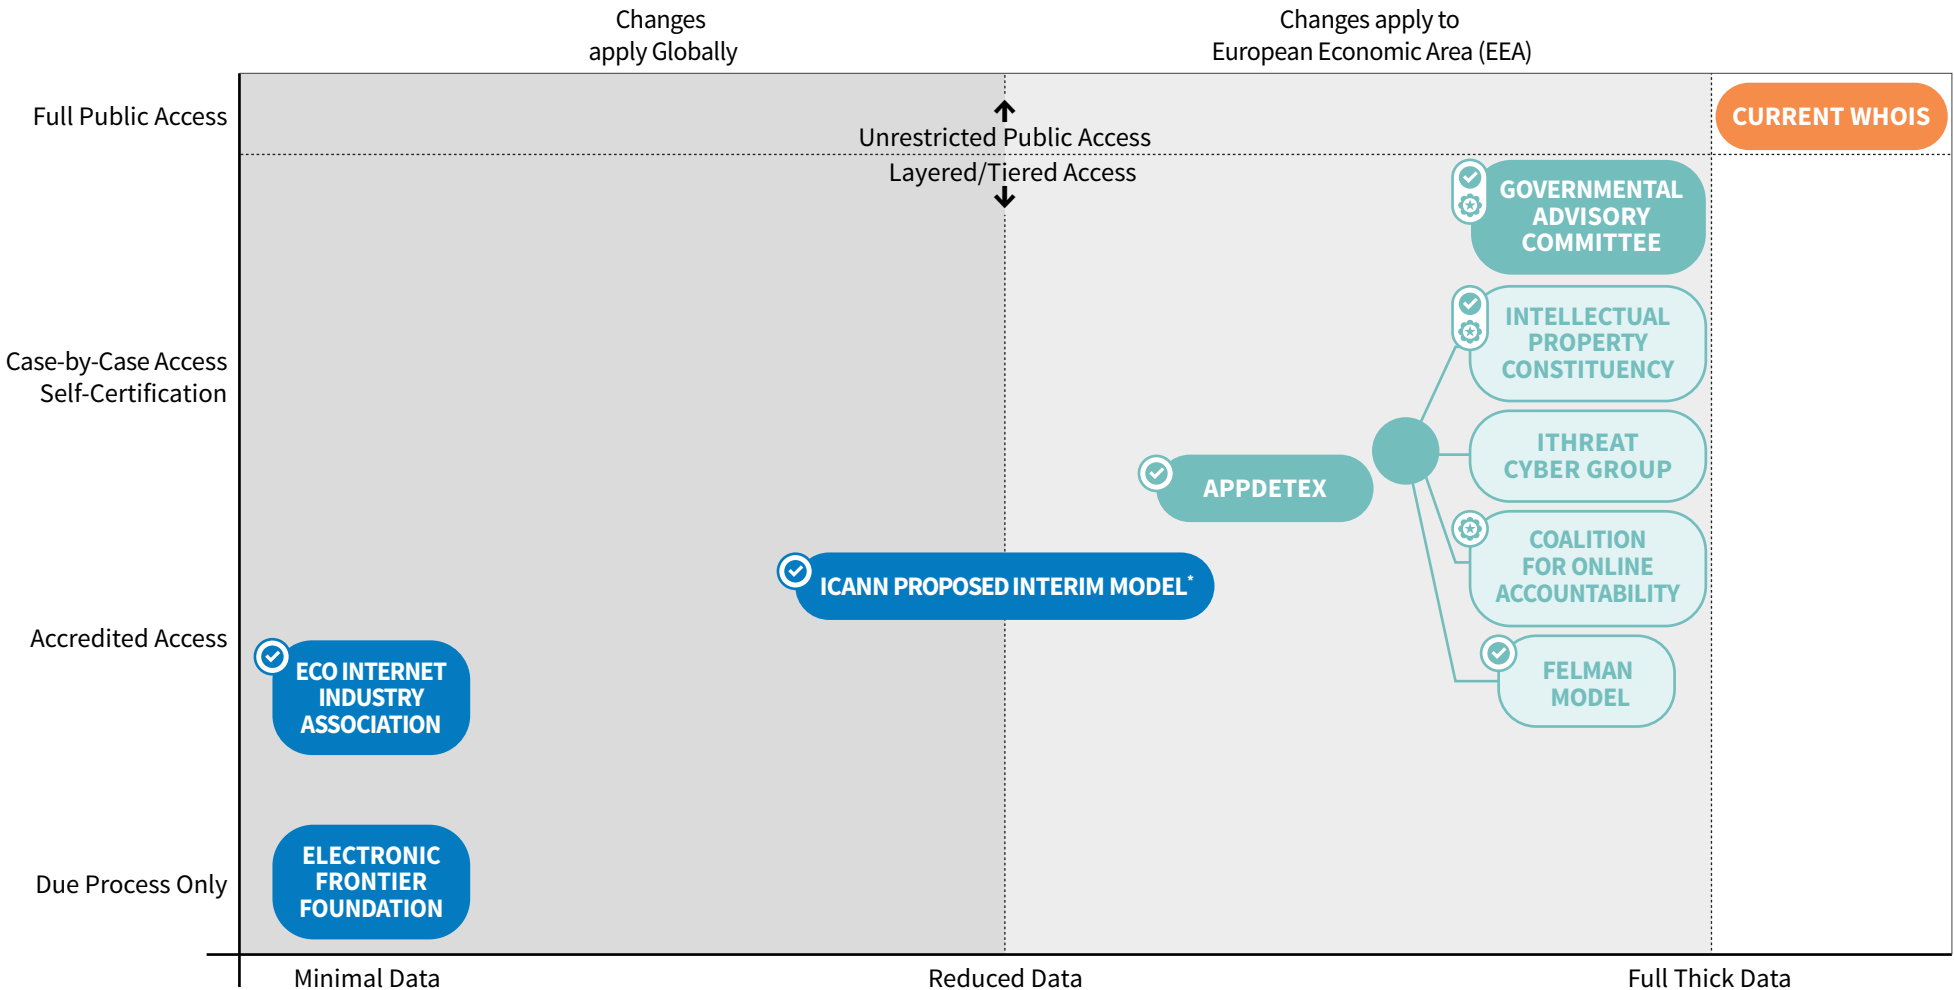 Changes
apply Globally
Changes apply to
European Economic Area (EEA)
Full Public Access
Unrestricted Public Access
Layered/Tiered Access
CURRENT WHOIS
GOVERNMENTAL
ADVISORY
COMMITTEE
Case-by-Case Access
Self-Certification
INTELLECTUAL
PROPERTY
CONSTITUENCY
ITHREAT
CYBER GROUP
APPDETEX
COALITION
FOR ONLINE
ACCOUNTABILITY
ICANN PROPOSED INTERIM MODEL*
Accredited Access
ECO INTERNET
INDUSTRY
ASSOCIATION
FELMAN
MODEL
Due Process Only
ELECTRONIC
FRONTIER
FOUNDATION
Minimal Data
Reduced Data
Full Thick Data